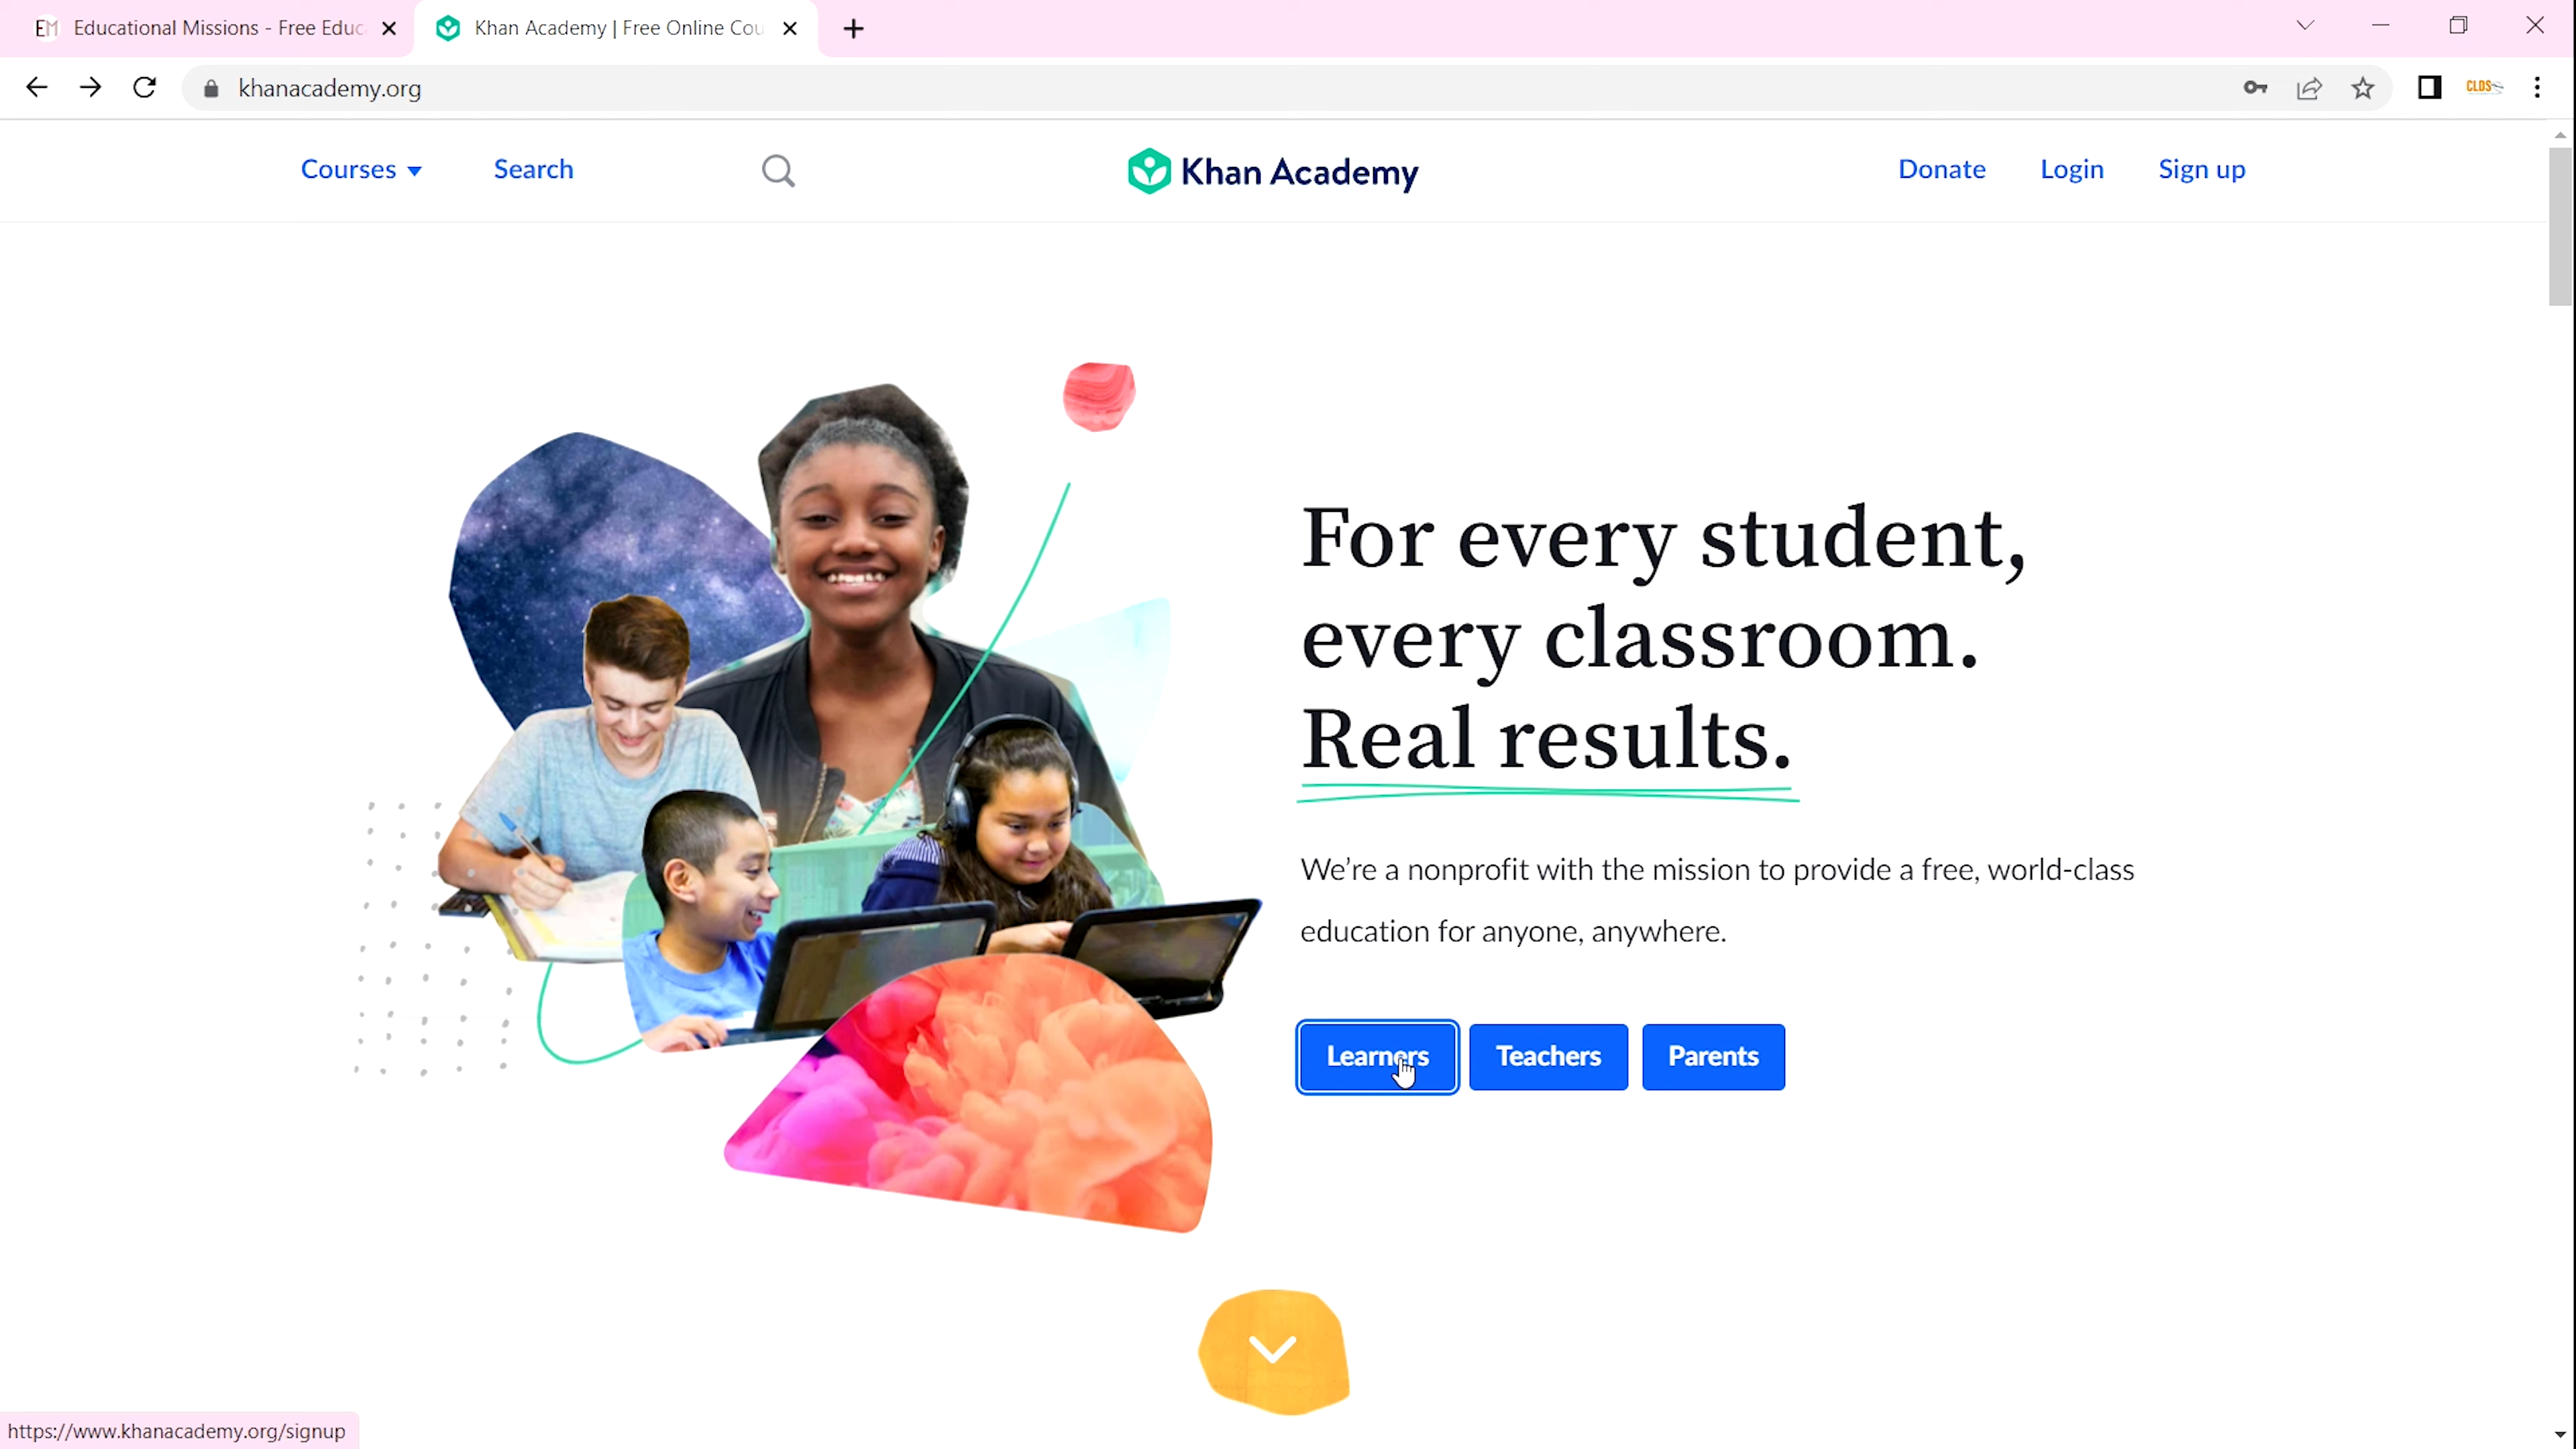 EM Educational Missions - Free Educ
Khan Academy | Free Online Cou
khanacademy.org
CLDS
Courses
Search
Khan Academy
Donate
Login
Sign up
For every student,
every classroom.
Real results.
We’re a nonprofit with the mission to provide a free, world-class
education for anyone, anywhere.
Learners
Teachers
Parents
https://www.khanacademy.org/signup